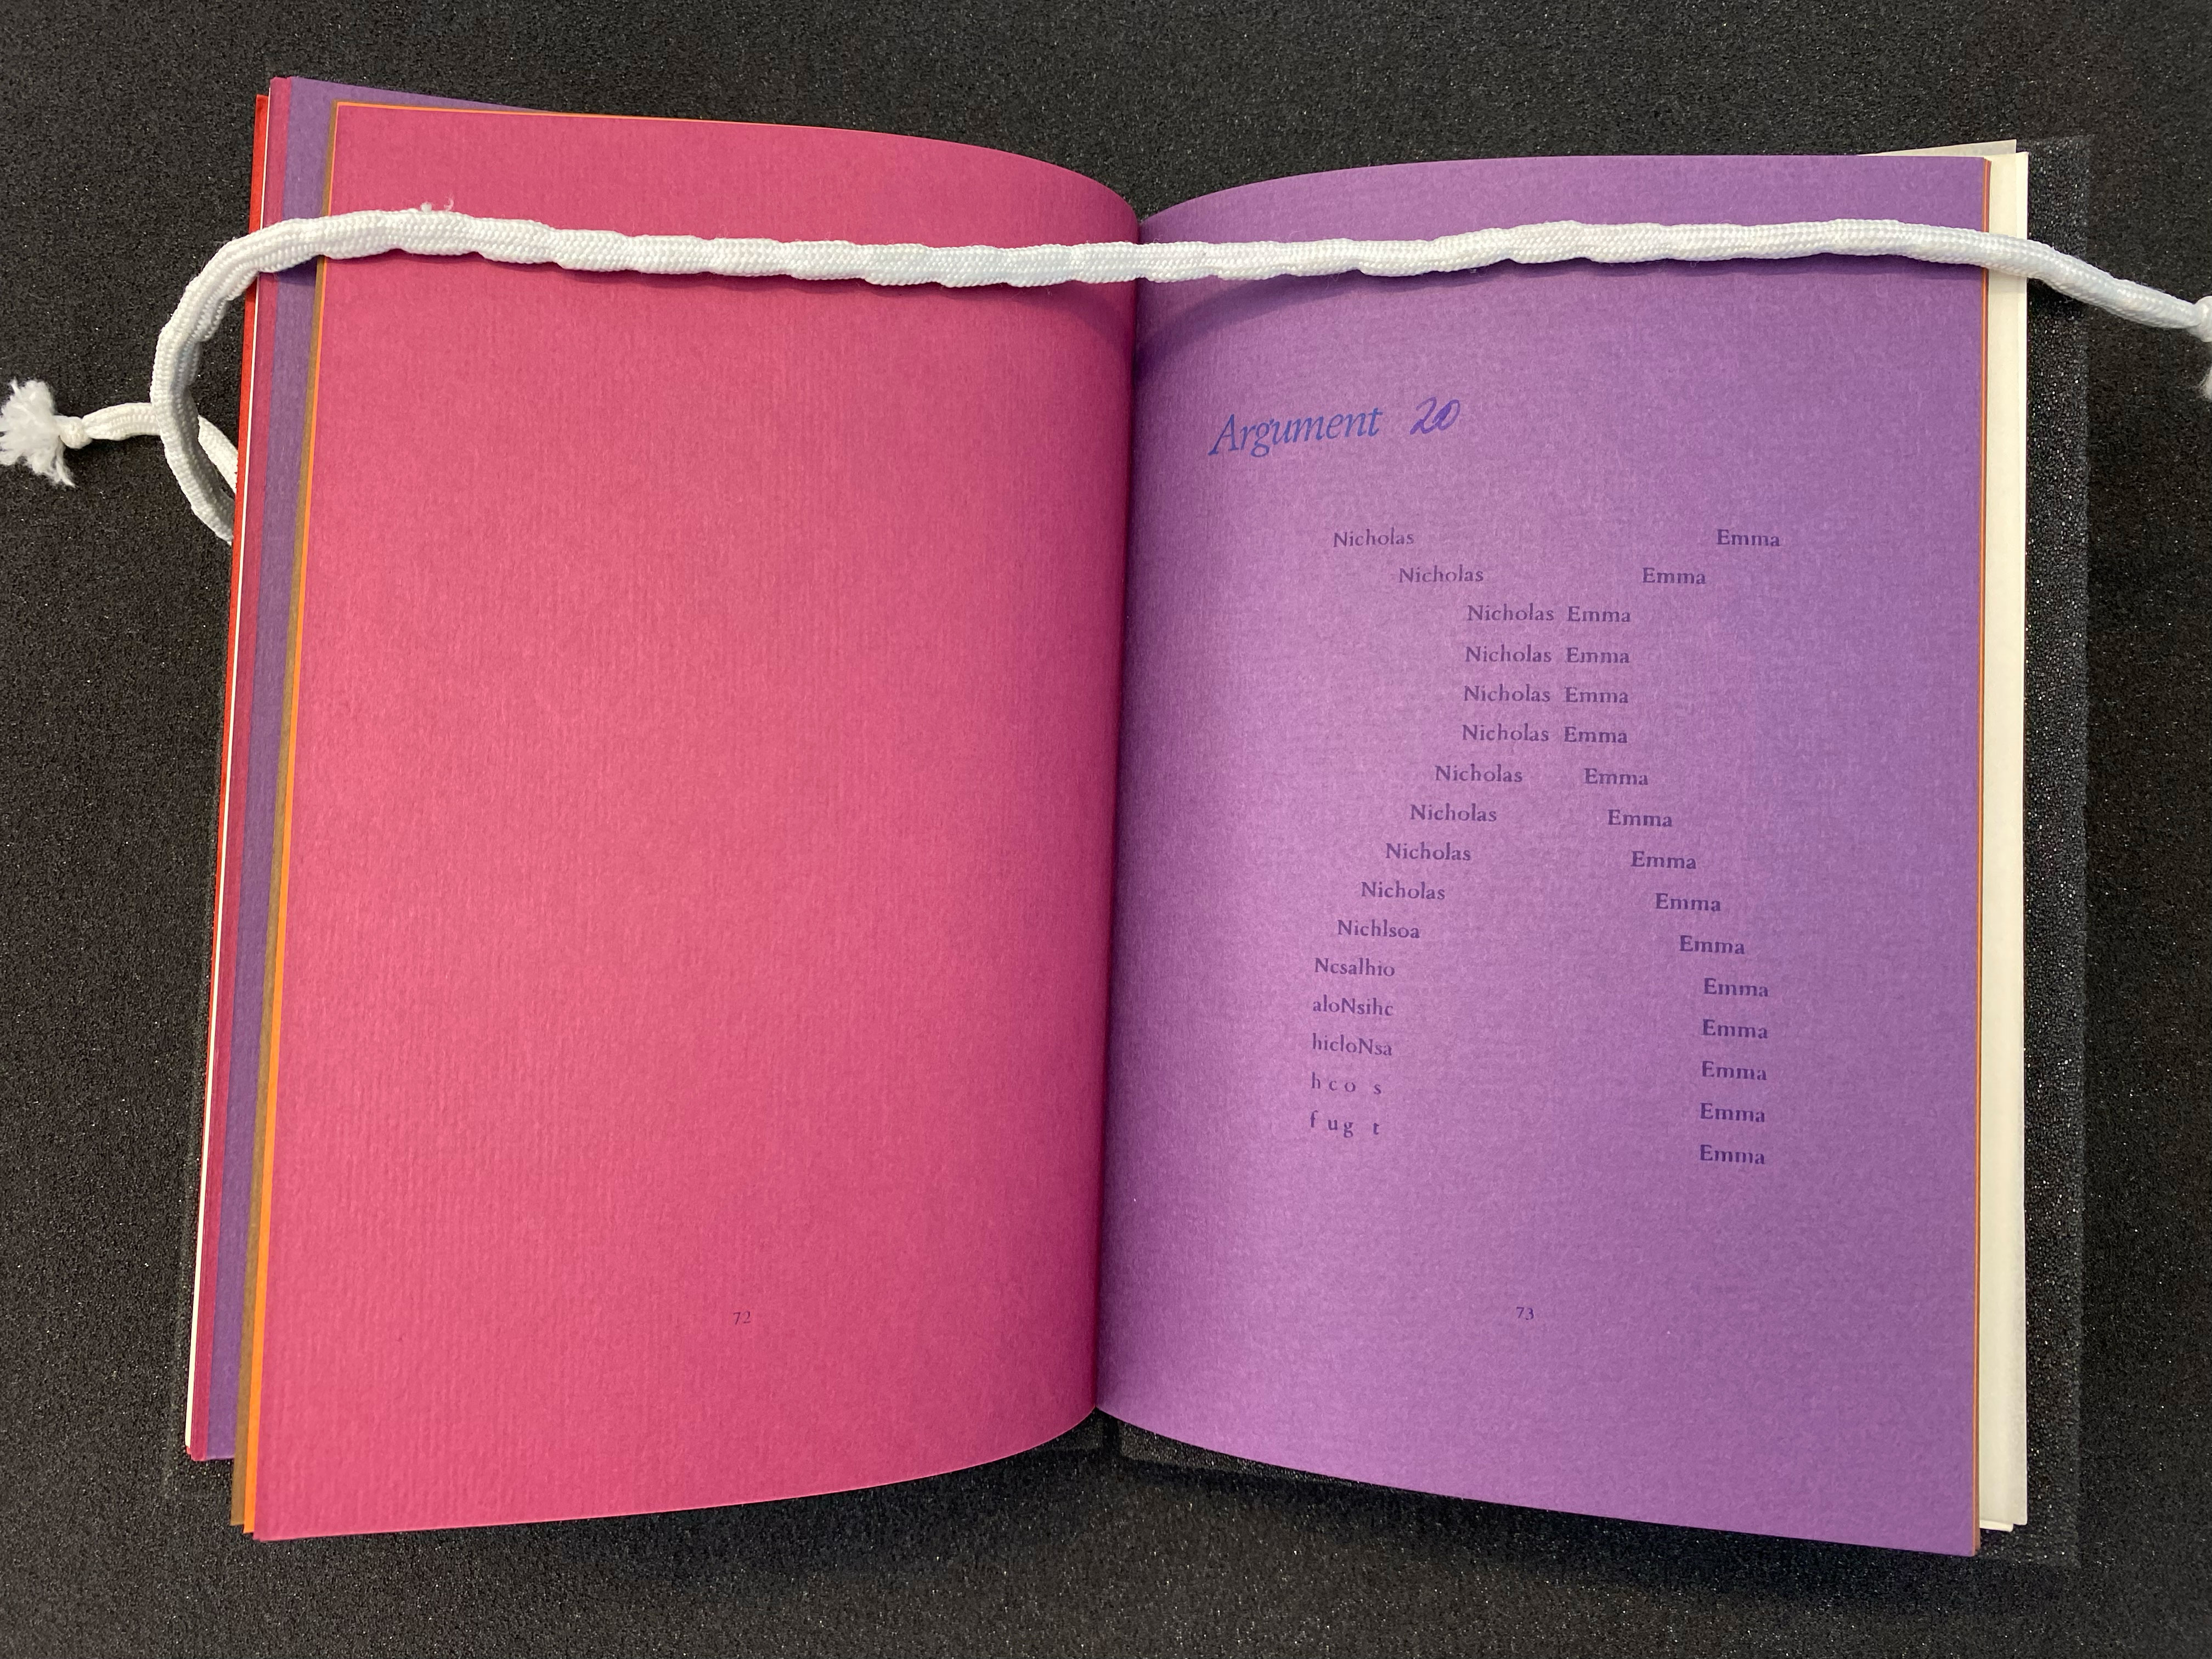 Argument 20
Nicholas Emma
Nicholas Emma
Nicholas Emma
Nicholas Emma
Nicholas Emma
Nicholas Emma
Nicholas Emma
Nicholas Emma
Nicholas Emma
Nicholas Emma
Nichlsoa Emma
Ncsalhio Emma
aloNsihc Emma
hicloNsa Emma
h c o s Emma
f u g t Emma
72
73